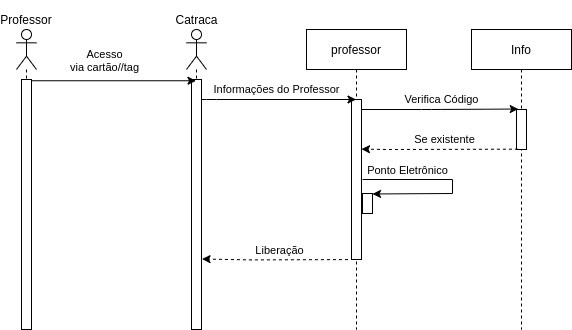 Professor
Catraca
professor
Info
Acesso
via cartão//tag
Informações do Professor
Verifica Código
Se existente
Ponto Eletrônico
Liberação